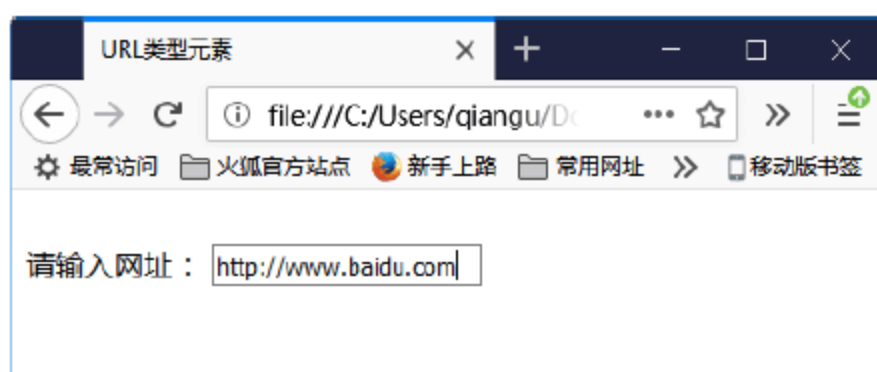 URL类型元素
file:///C:/Users/qiangu/Do
最常访问 火狐官方站点 新手上路 常用网址 移动版书签
请输入网址： http://www.baidu.com